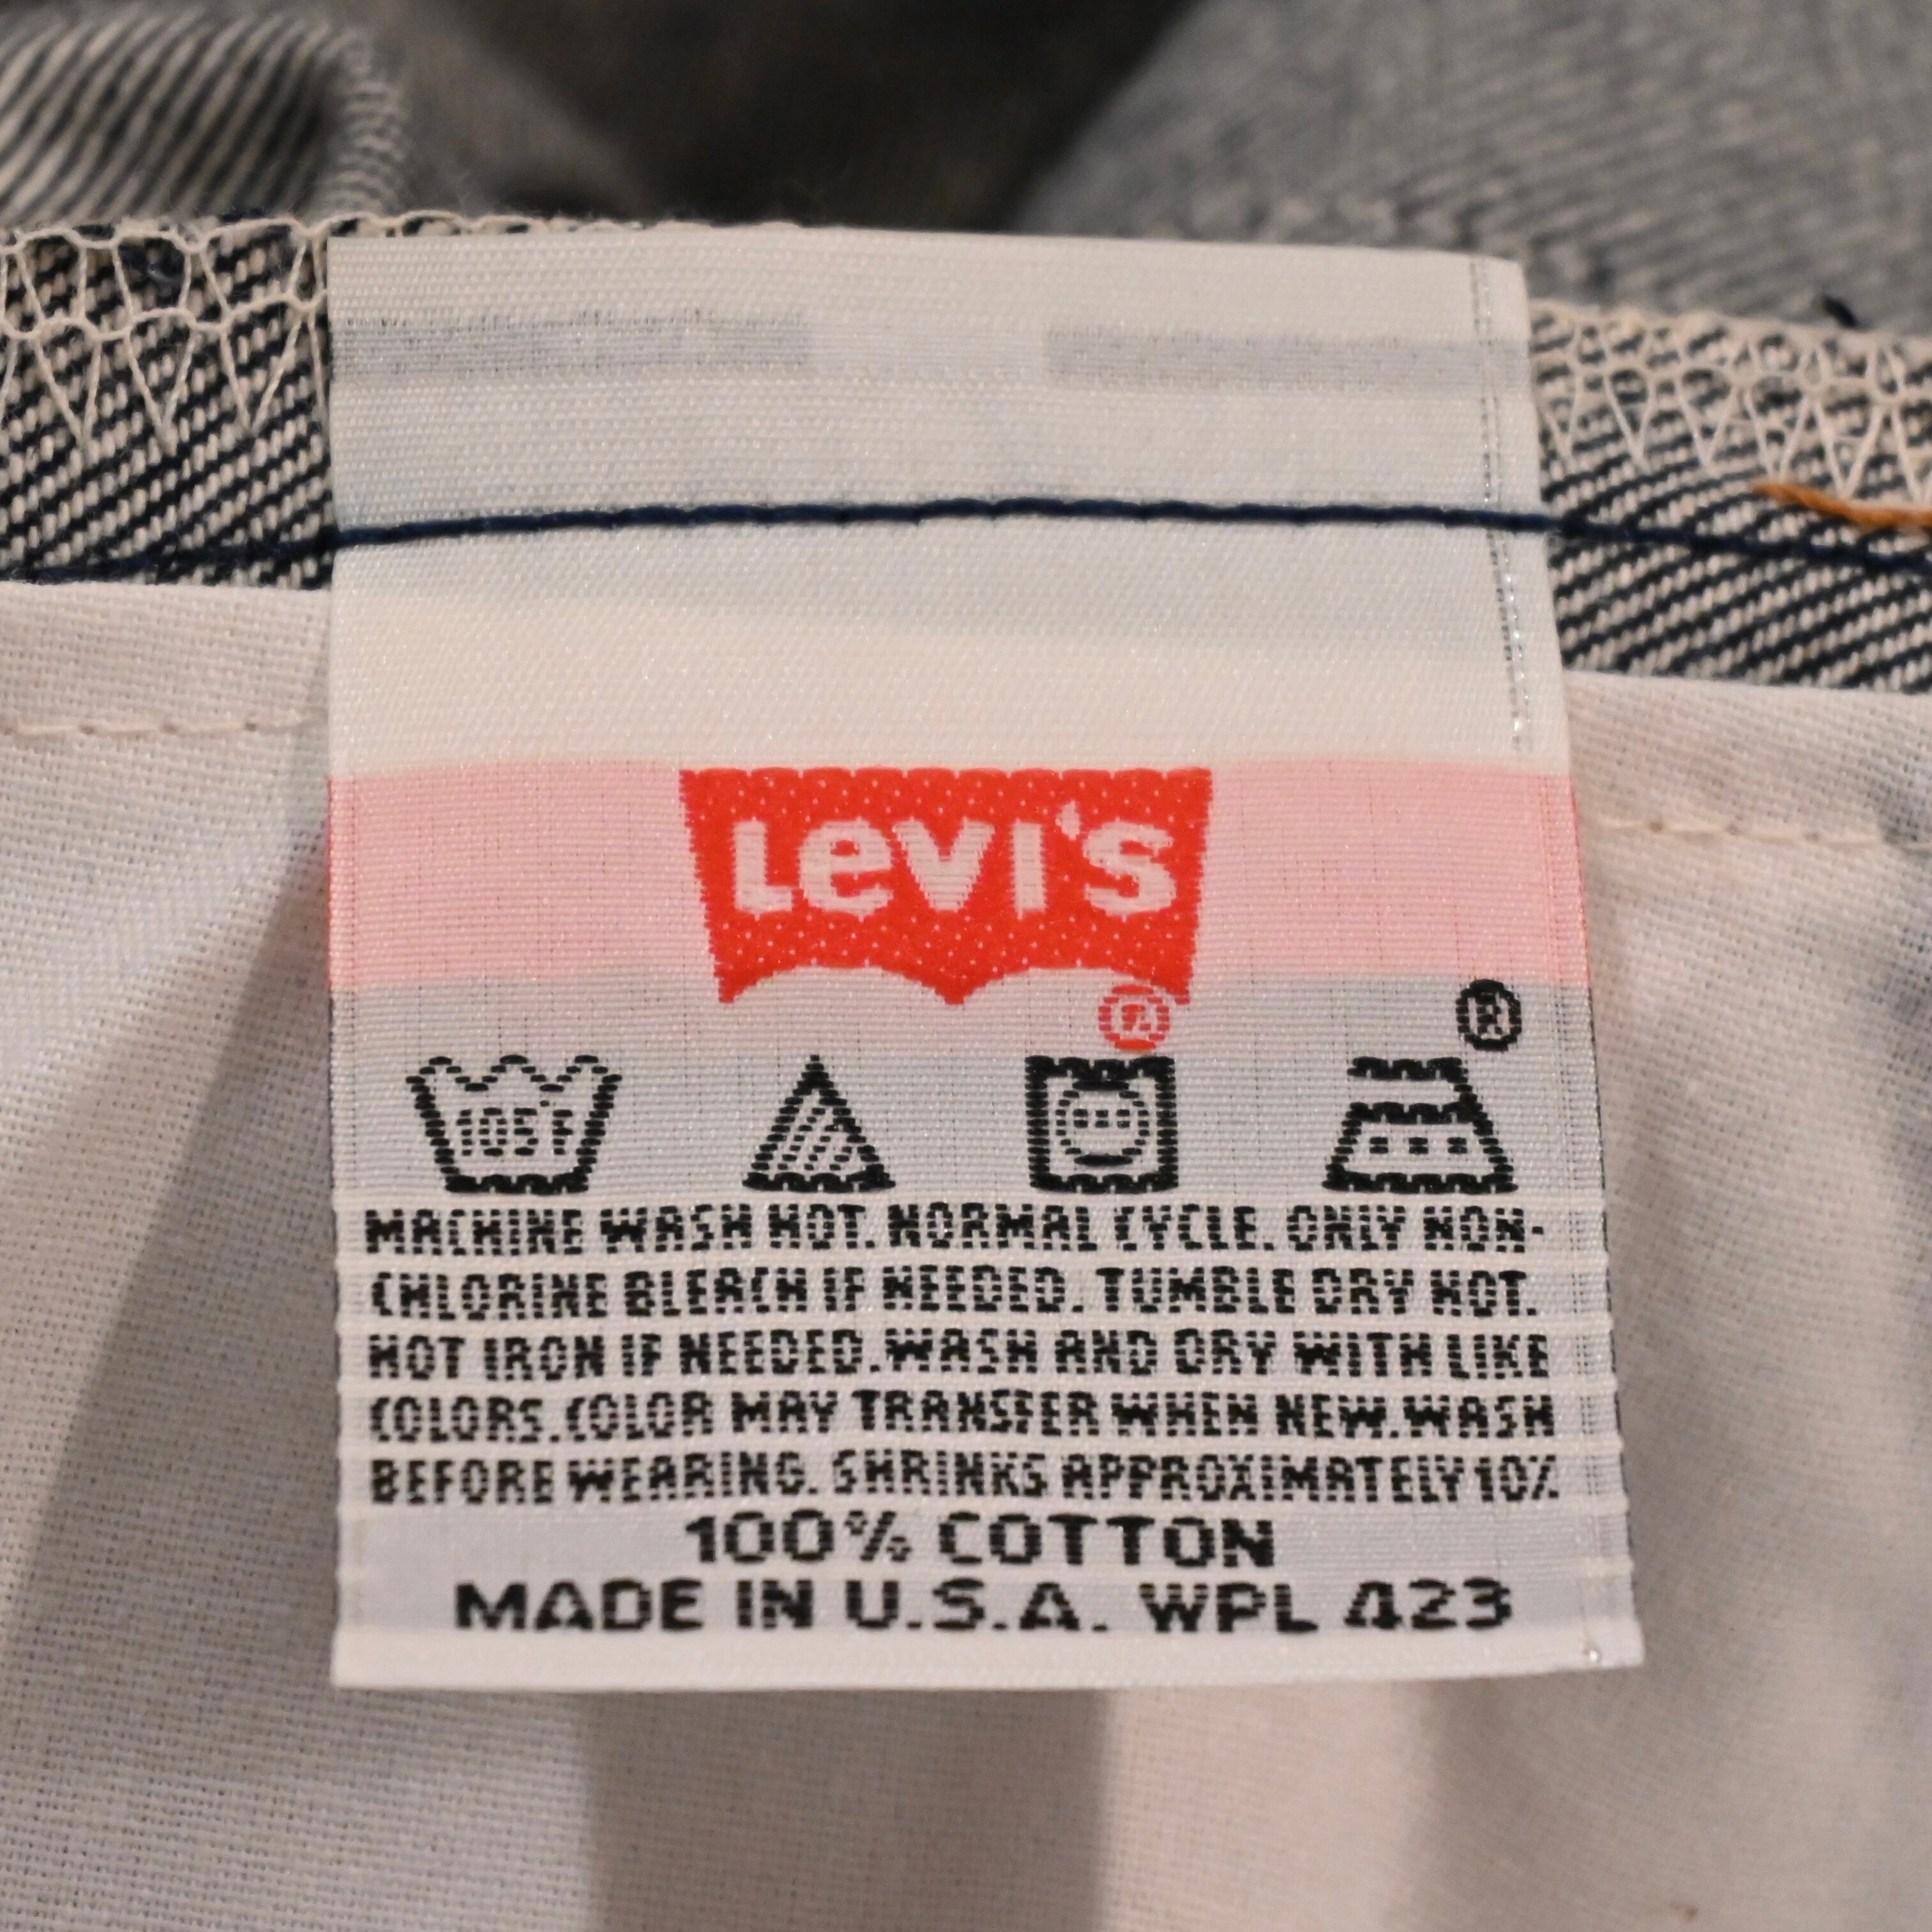 LEVI'S
®
®
105°F
MACHINE WASH HOT. NORMAL CYCLE. ONLY NON-
CHLORINE BLEACH IF NEEDED. TUMBLE DRY HOT.
HOT IRON IF NEEDED. WASH AND DRY WITH LIKE
COLORS. COLOR MAY TRANSFER WHEN NEW. WASH
BEFORE WEARING. SHRINKS APPROXIMATELY 10%
100% COTTON
MADE IN U.S.A. WPL 423